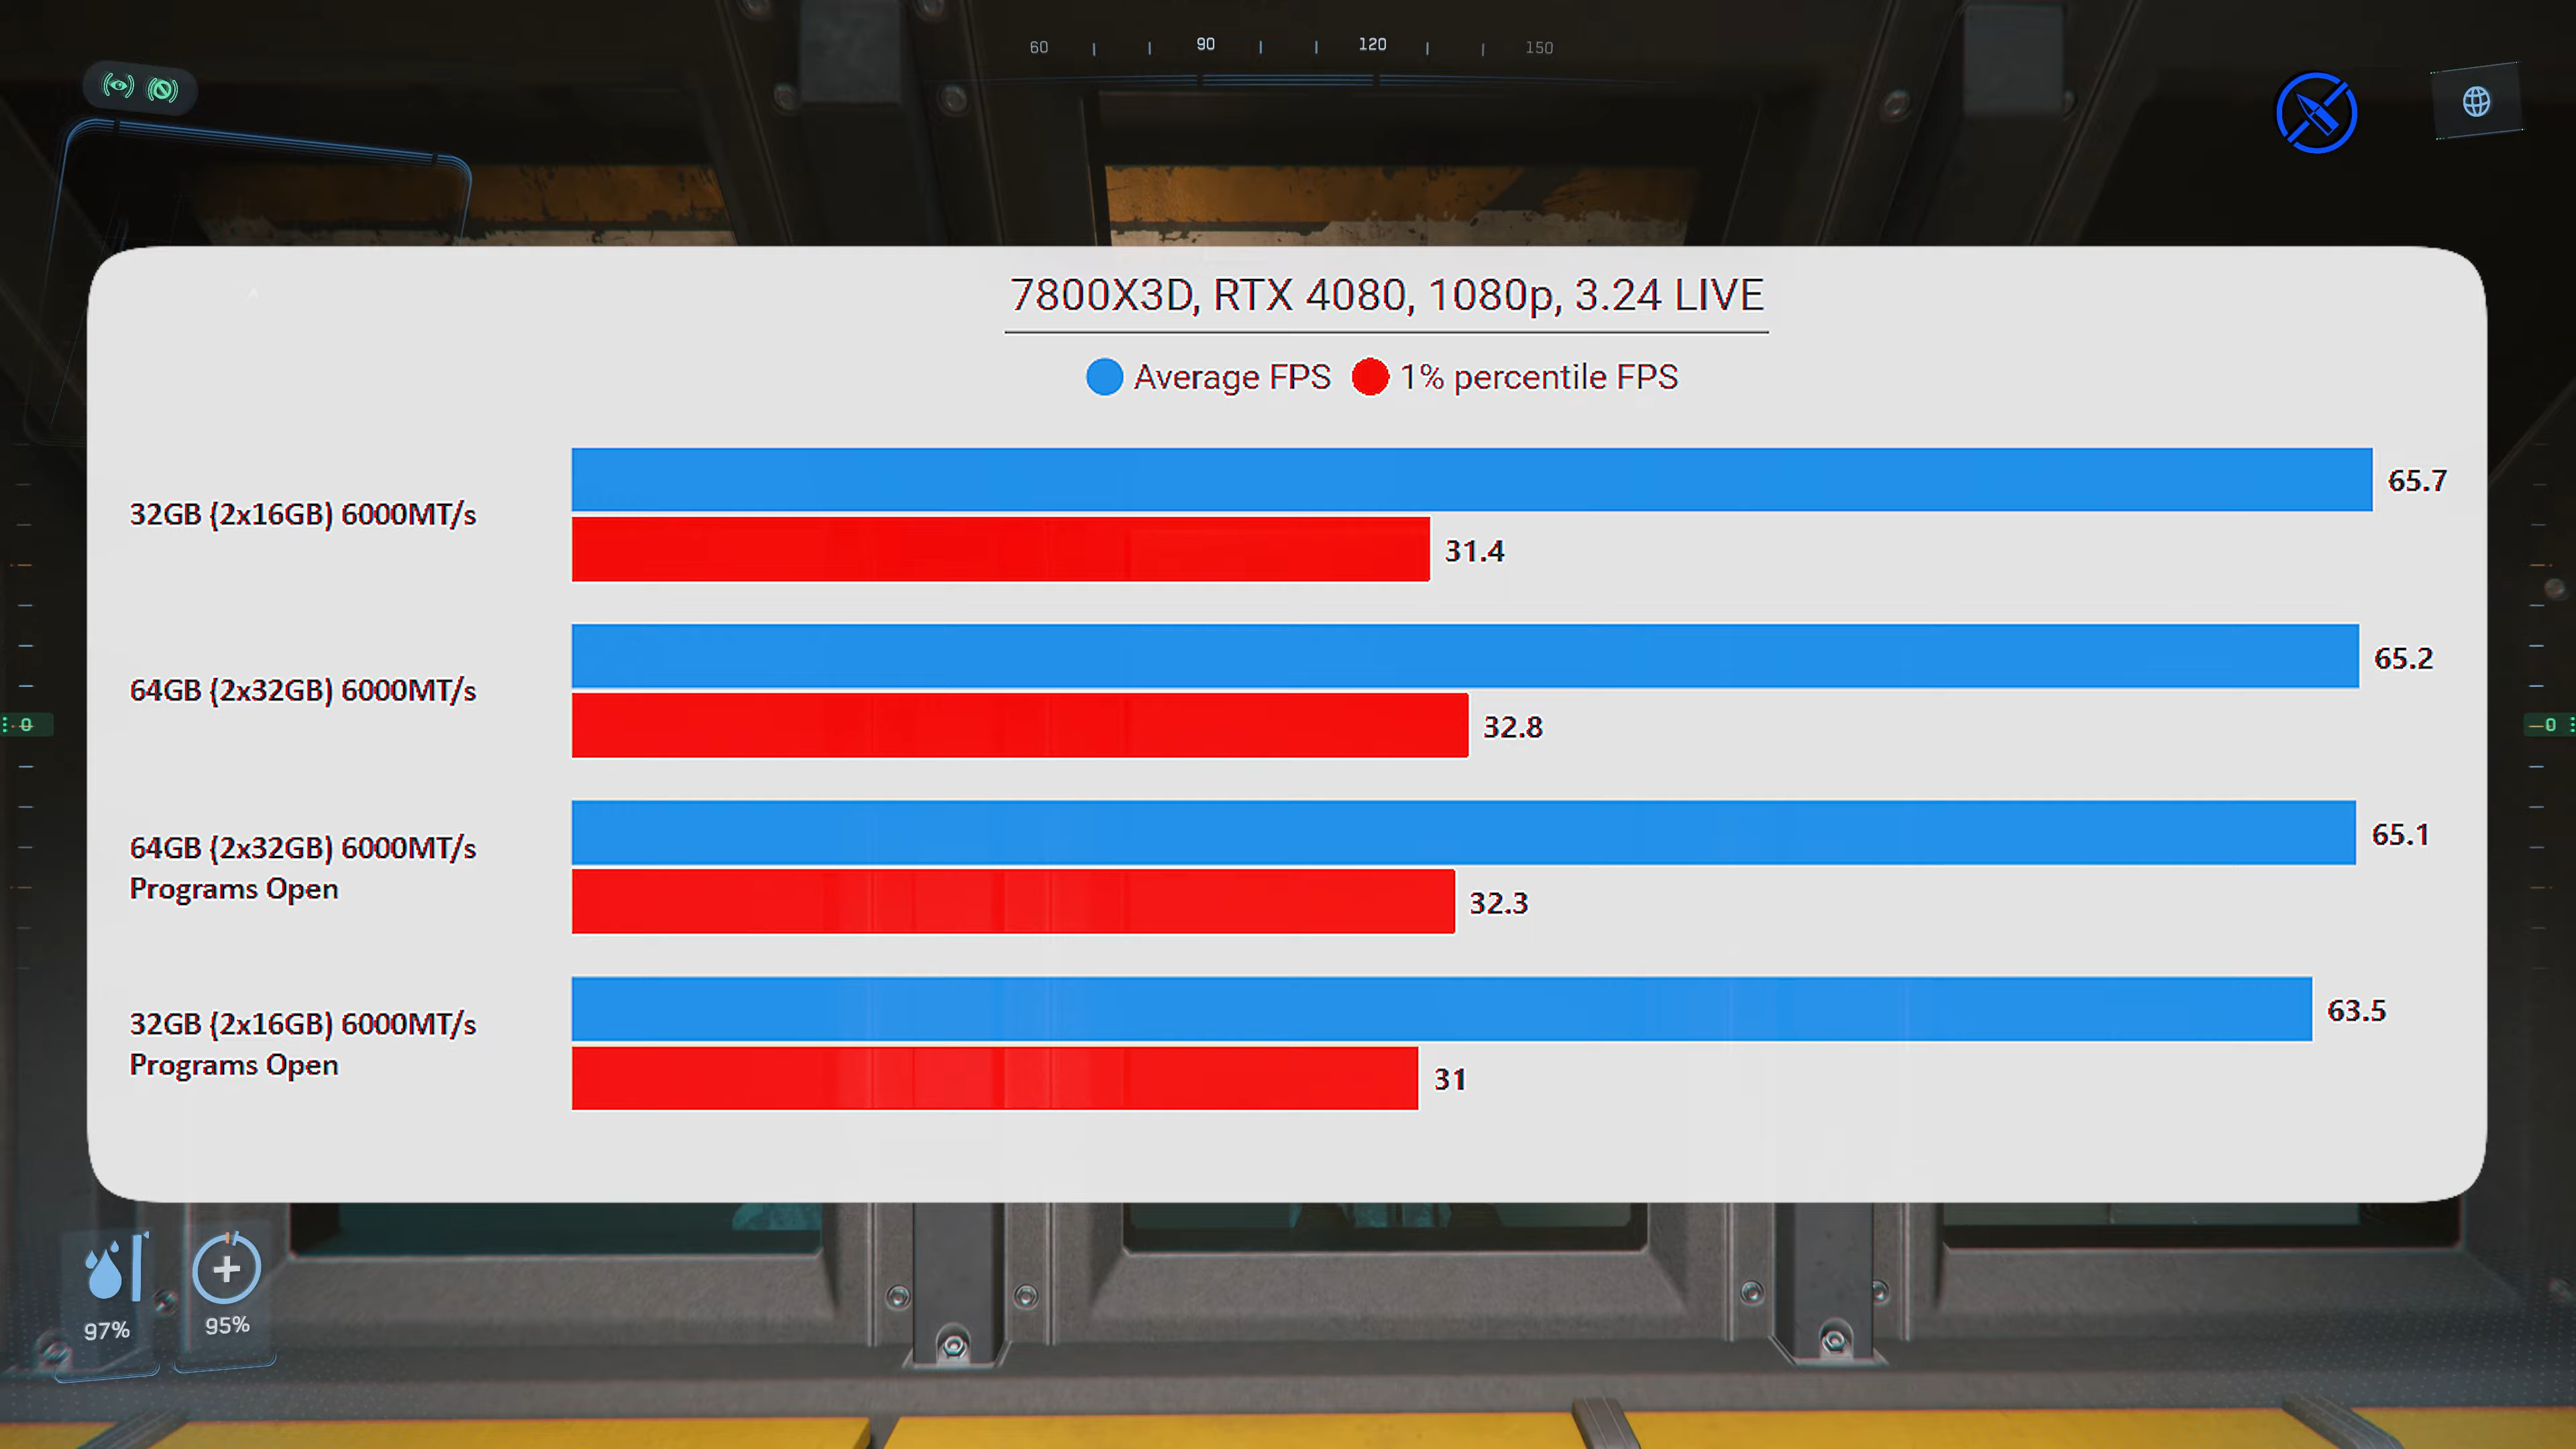 60 90 120 150
7800X3D, RTX 4080, 1080p, 3.24 LIVE
Average FPS 1% percentile FPS
32GB (2x16GB) 6000MT/s
65.7
31.4
64GB (2x32GB) 6000MT/s
65.2
32.8
64GB (2x32GB) 6000MT/s
Programs Open
65.1
32.3
32GB (2x16GB) 6000MT/s
Programs Open
63.5
31
0
0
97%
95%